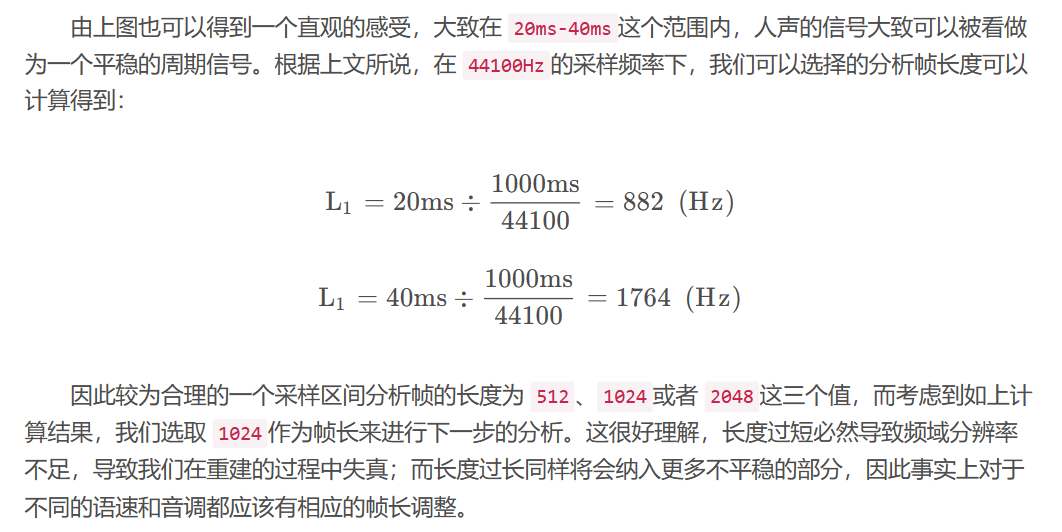 由上图也可以得到一个直观的感受，大致在 20ms-40ms 这个范围内，人声的信号大致可以被看做
为一个平稳的周期信号。根据上文所说，在 44100Hz 的采样频率下，我们可以选择的分析帧长度可以
计算得到：
L₁ = 20ms ÷ 1000ms/44100 = 882 (Hz)
L₁ = 40ms ÷ 1000ms/44100 = 1764 (Hz)
因此较为合理的一个采样区间分析帧的长度为 512 、 1024 或者 2048 这三个值，而考虑到如上计
算结果，我们选取 1024 作为帧长来进行下一步的分析。这很好理解，长度过短必然导致频域分辨率
不足，导致我们在重建的过程中失真；而长度过长同样将会纳入更多不平稳的部分，因此事实上对于
不同的语速和音调都应该有相应的帧长调整。